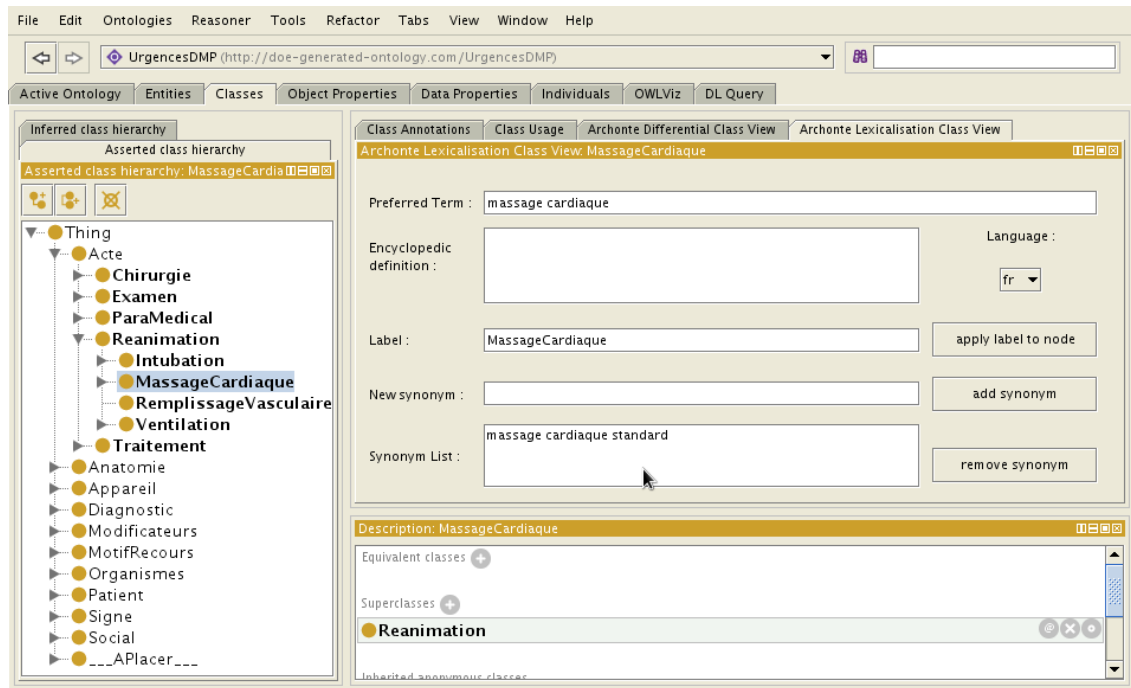 File Edit Ontologies Reasoner Tools Refactor Tabs View Window Help
UrgencesDMP (http://doe-generated-ontology.com/UrgencesDMP)
Active Ontology Entities Classes Object Properties Data Properties Individuals OWLViz DL Query
Inferred class hierarchy
Asserted class hierarchy
Asserted class hierarchy: MassageCardia
Thing
Acte
Chirurgie
Examen
ParaMedical
Reanimation
Intubation
MassageCardiaque
RemplissageVasculaire
Ventilation
Traitement
Anatomie
Appareil
Diagnostic
Modificateurs
MotifRecours
Organismes
Patient
Signe
Social
___APlacer___
Class Annotations Class Usage Archonte Differential Class View Archonte Lexicalisation Class View
Archonte Lexicalisation Class View: MassageCardiaque
Preferred Term : massage cardiaque
Encyclopedic
definition :
Language :
fr
Label : MassageCardiaque apply label to node
New synonym : add synonym
massage cardiaque standard
Synonym List : remove synonym
Description: MassageCardiaque
Equivalent classes
Superclasses
Reanimation
Inherited anonymous classes